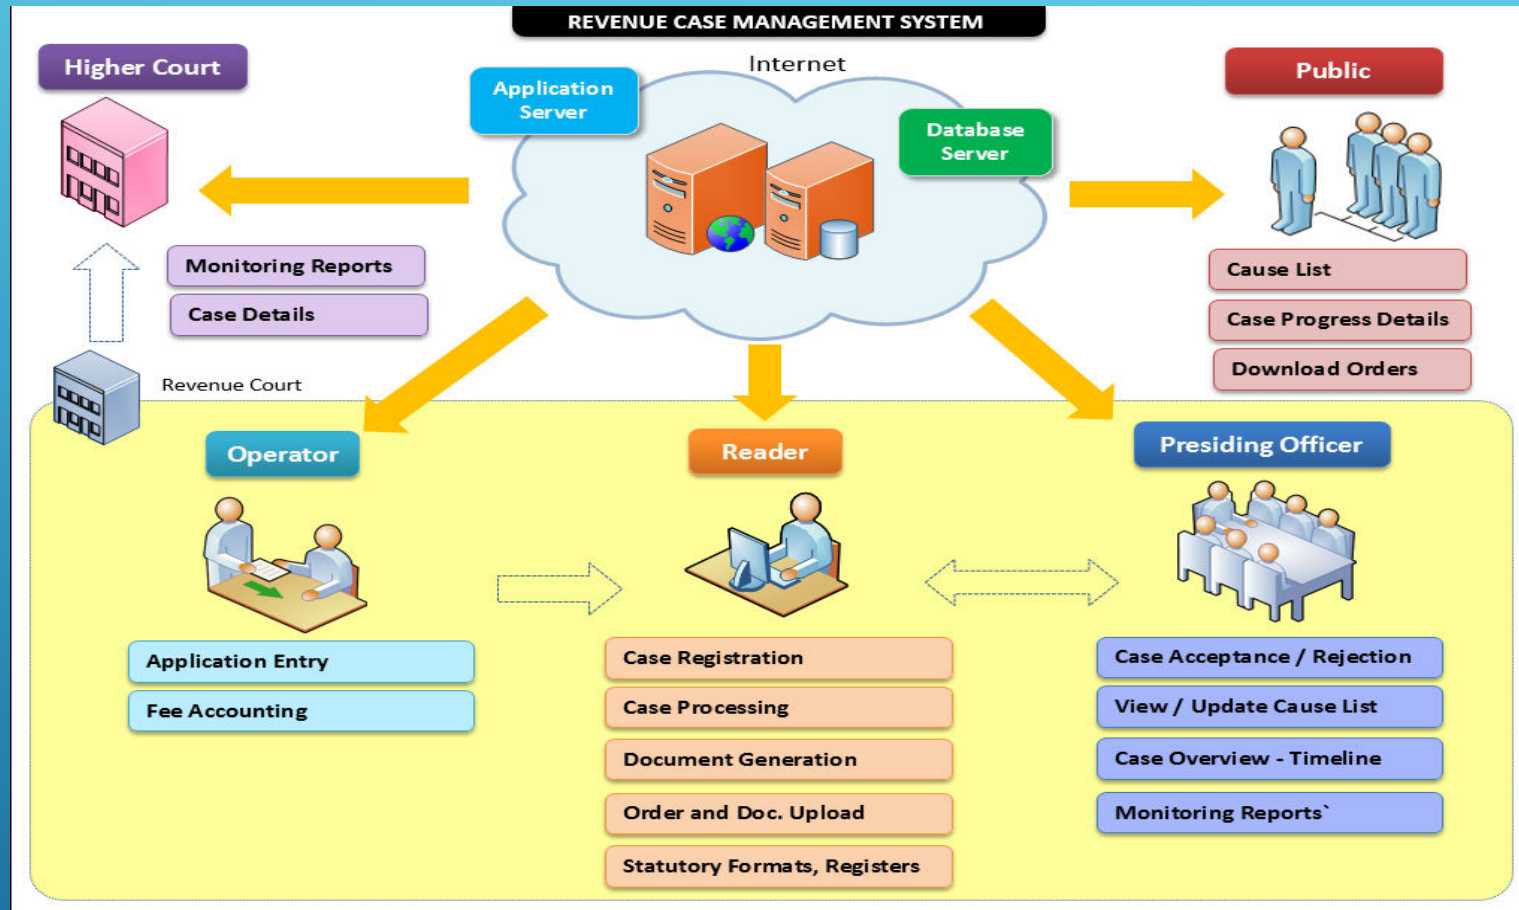 REVENUE CASE MANAGEMENT SYSTEM
Higher Court
Internet
Public
Application
Server
Database
Server
Monitoring Reports
Case Details
Cause List
Case Progress Details
Download Orders
Revenue Court
Operator
Reader
Presiding Officer
Application Entry
Fee Accounting
Case Registration
Case Processing
Document Generation
Order and Doc. Upload
Statutory Formats, Registers
Case Acceptance / Rejection
View / Update Cause List
Case Overview - Timeline
Monitoring Reports`